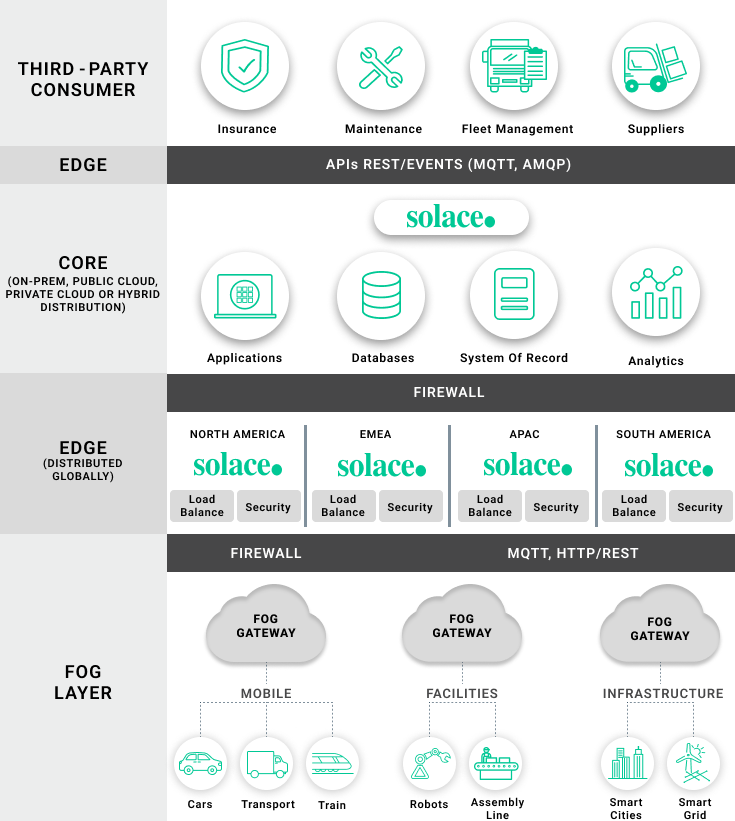 THIRD - PARTY
CONSUMER
Insurance
Maintenance
Fleet Management
Suppliers
EDGE
APIs REST/EVENTS (MQTT, AMQP)
CORE
(ON-PREM, PUBLIC CLOUD,
PRIVATE CLOUD OR HYBRID
DISTRIBUTION)
solace.
Applications
Databases
System Of Record
Analytics
FIREWALL
EDGE
(DISTRIBUTED
GLOBALLY)
NORTH AMERICA
solace.
Load
Balance
Security
EMEA
solace.
Load
Balance
Security
APAC
solace.
Load
Balance
Security
SOUTH AMERICA
solace.
Load
Balance
Security
FIREWALL
MQTT, HTTP/REST
FOG
LAYER
FOG
GATEWAY
MOBILE
Cars
Transport
Train
FOG
GATEWAY
FACILITIES
Robots
Assembly
Line
FOG
GATEWAY
INFRASTRUCTURE
Smart
Cities
Smart
Grid